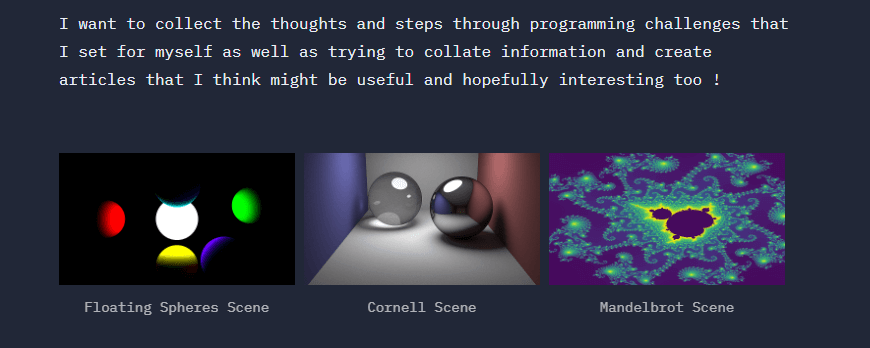 I want to collect the thoughts and steps through programming challenges that
I set for myself as well as trying to collate information and create
articles that I think might be useful and hopefully interesting too !
Floating Spheres Scene
Cornell Scene
Mandelbrot Scene